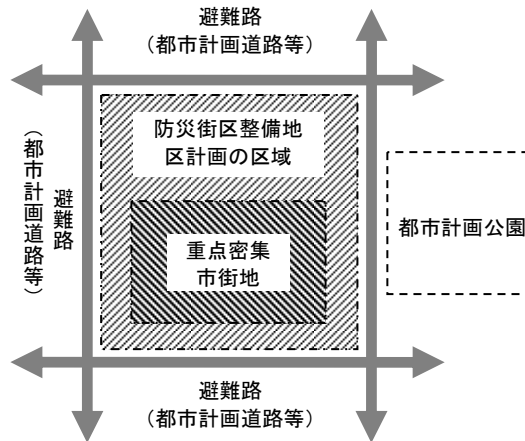 避難路
（都市計画道路等）
防災街区整備地
区計画の区域
避難路
（都市計画道路等）
重点密集
市街地
都市計画公園
避難路
（都市計画道路等）